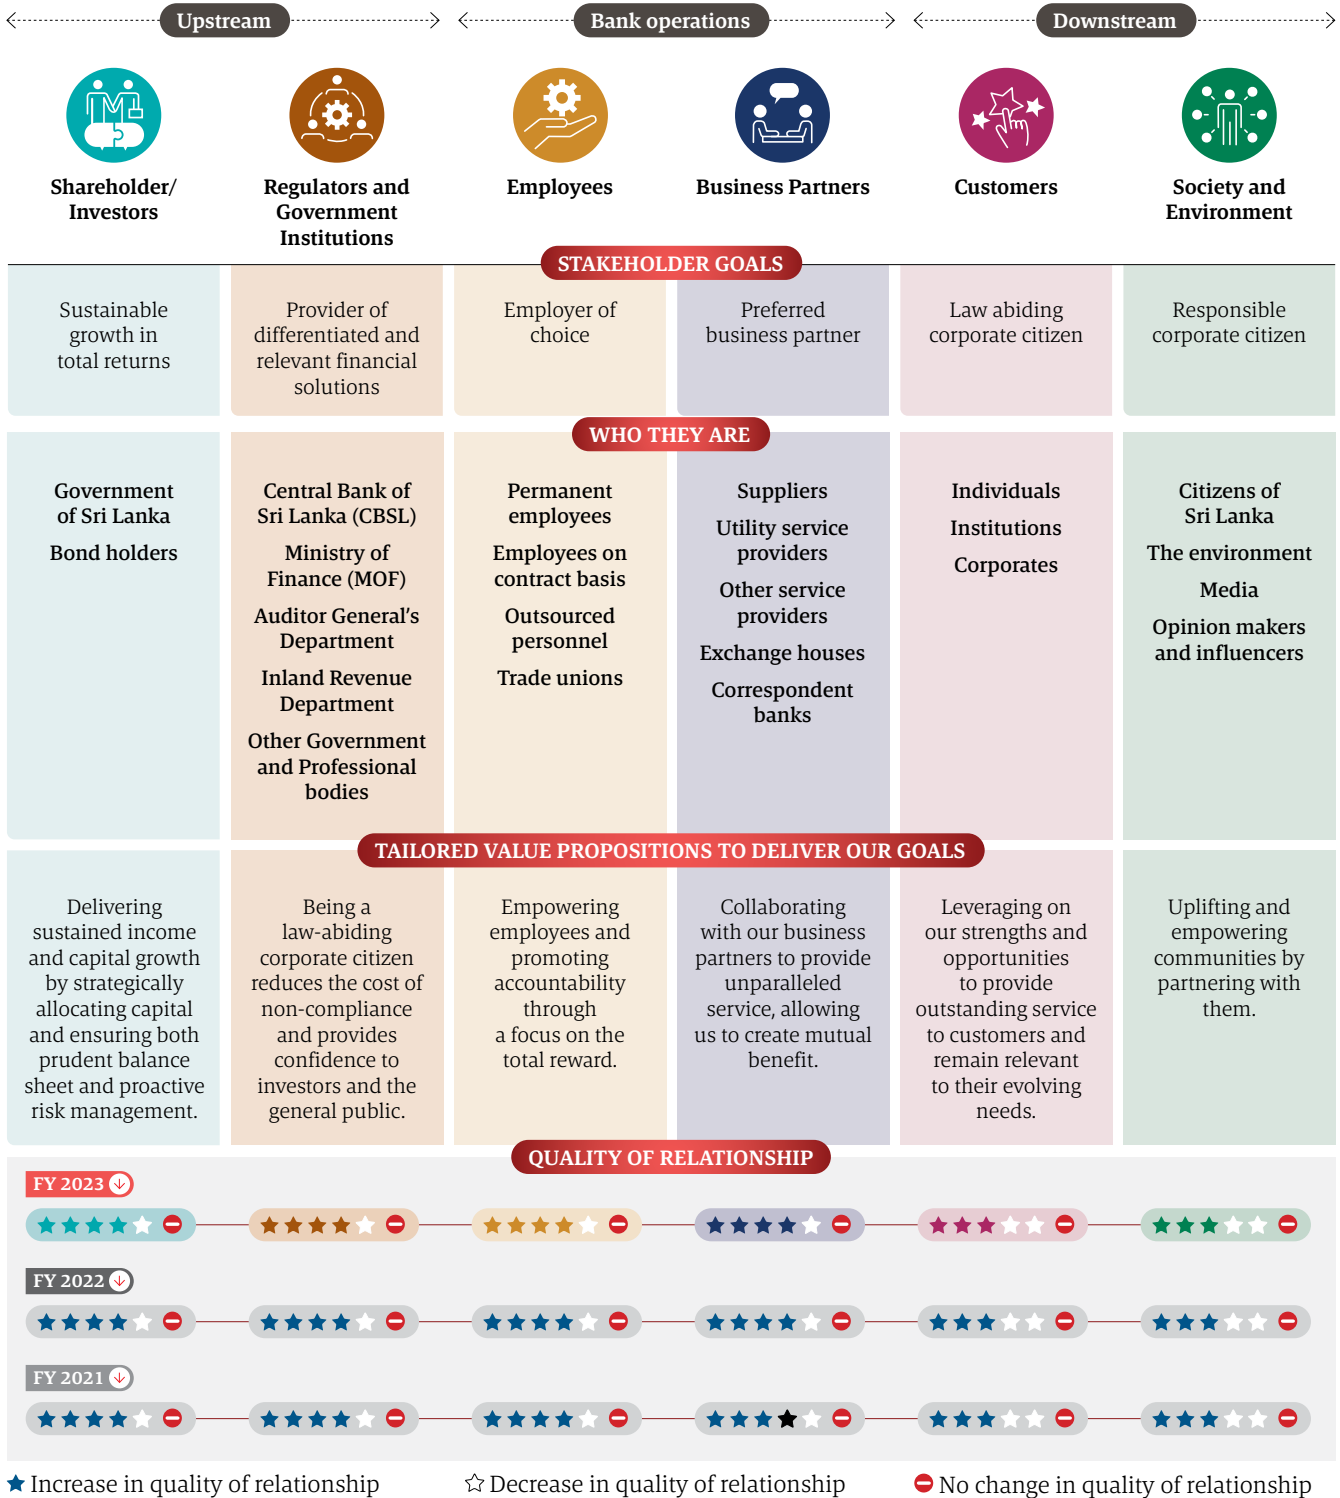 Upstream
Bank operations
Downstream
Shareholder/
Investors
Regulators and
Government
Institutions
Employees
Business Partners
Customers
Society and
Environment
STAKEHOLDER GOALS
Sustainable
growth in
total returns
Provider of
differentiated and
relevant financial
solutions
Employer of
choice
Preferred
business partner
Law abiding
corporate citizen
Responsible
corporate citizen
WHO THEY ARE
Government
of Sri Lanka
Bond holders
Central Bank of
Sri Lanka (CBSL)
Ministry of
Finance (MOF)
Auditor General's
Department
Inland Revenue
Department
Other Government
and Professional
bodies
Permanent
employees
Employees on
contract basis
Outsourced
personnel
Trade unions
Suppliers
Utility service
providers
Other service
providers
Exchange houses
Correspondent
banks
Individuals
Institutions
Corporates
Citizens of
Sri Lanka
The environment
Media
Opinion makers
and influencers
TAILORED VALUE PROPOSITIONS TO DELIVER OUR GOALS
Delivering
sustained income
and capital growth
by strategically
allocating capital
and ensuring both
prudent balance
sheet and proactive
risk management.
Being a
law-abiding
corporate citizen
reduces the cost of
non-compliance
and provides
confidence to
investors and the
general public.
Empowering
employees and
promoting
accountability
through
a focus on the
total reward.
Collaborating
with our business
partners to provide
unparalleled
service, allowing
us to create mutual
benefit.
Leveraging on
our strengths and
opportunities
to provide
outstanding service
to customers and
remain relevant
to their evolving
needs.
Uplifting and
empowering
communities by
partnering with
them.
QUALITY OF RELATIONSHIP
FY 2023
FY 2022
FY 2021
Increase in quality of relationship
Decrease in quality of relationship
No change in quality of relationship